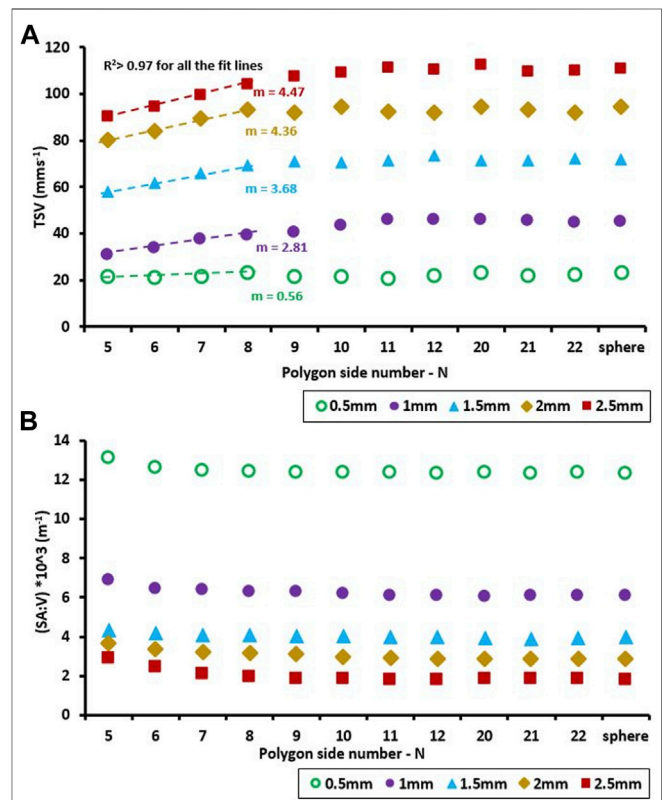 A
120
R²> 0.97 for all the fit lines
100
m = 4.47
80
m = 4.36
TSV (mms⁻¹)
60
m = 3.68
40
m = 2.81
20
m = 0.56
0
5 6 7 8 9 10 11 12 20 21 22 sphere
Polygon side number - N
0.5mm 1mm 1.5mm 2mm 2.5mm
B
14
12
10
(SA:V) *10^3 (m⁻¹)
8
6
4
2
0
5 6 7 8 9 10 11 12 20 21 22 sphere
Polygon side number - N
0.5mm 1mm 1.5mm 2mm 2.5mm